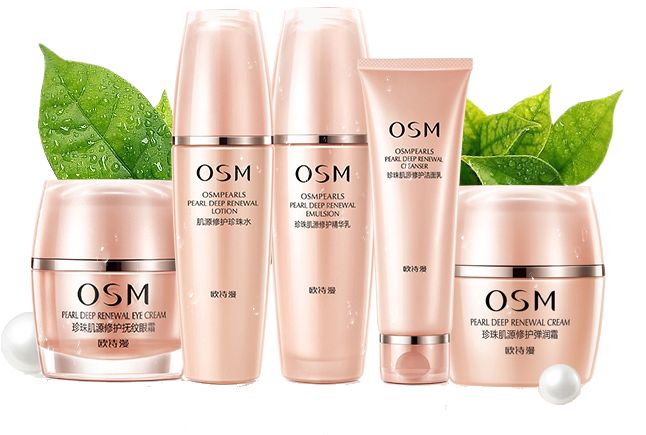 OSM
PEARL DEEP RENEWAL EYE CREAM
珍珠肌源修护抚纹眼霜
欧诗漫
OSM
OSMPEARLS
PEARL DEEP RENEWAL
LOTION
肌源修护珍珠水
欧诗漫
OSM
OSMPEARLS
PEARL DEEP RENEWAL
EMULSION
珍珠肌源修护精华乳
欧诗漫
OSM
OSMPEARLS
PEARL DEEP RENEWAL
CLEANSER
珍珠肌源修护洁面乳
欧诗漫
OSM
PEARL DEEP RENEWAL CREAM
珍珠肌源修护弹润霜
欧诗漫